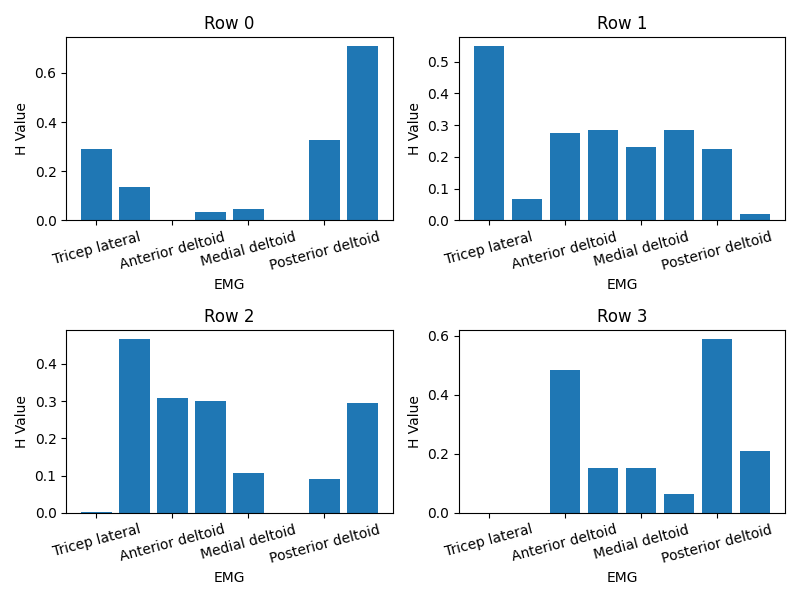 Row 0
H Value
0.6
0.4
0.2
0.0
Tricep lateral
Anterior deltoid
Medial deltoid
Posterior deltoid
EMG
Row 1
H Value
0.5
0.4
0.3
0.2
0.1
0.0
Tricep lateral
Anterior deltoid
Medial deltoid
Posterior deltoid
EMG
Row 2
H Value
0.4
0.3
0.2
0.1
0.0
Tricep lateral
Anterior deltoid
Medial deltoid
Posterior deltoid
EMG
Row 3
H Value
0.6
0.4
0.2
0.0
Tricep lateral
Anterior deltoid
Medial deltoid
Posterior deltoid
EMG